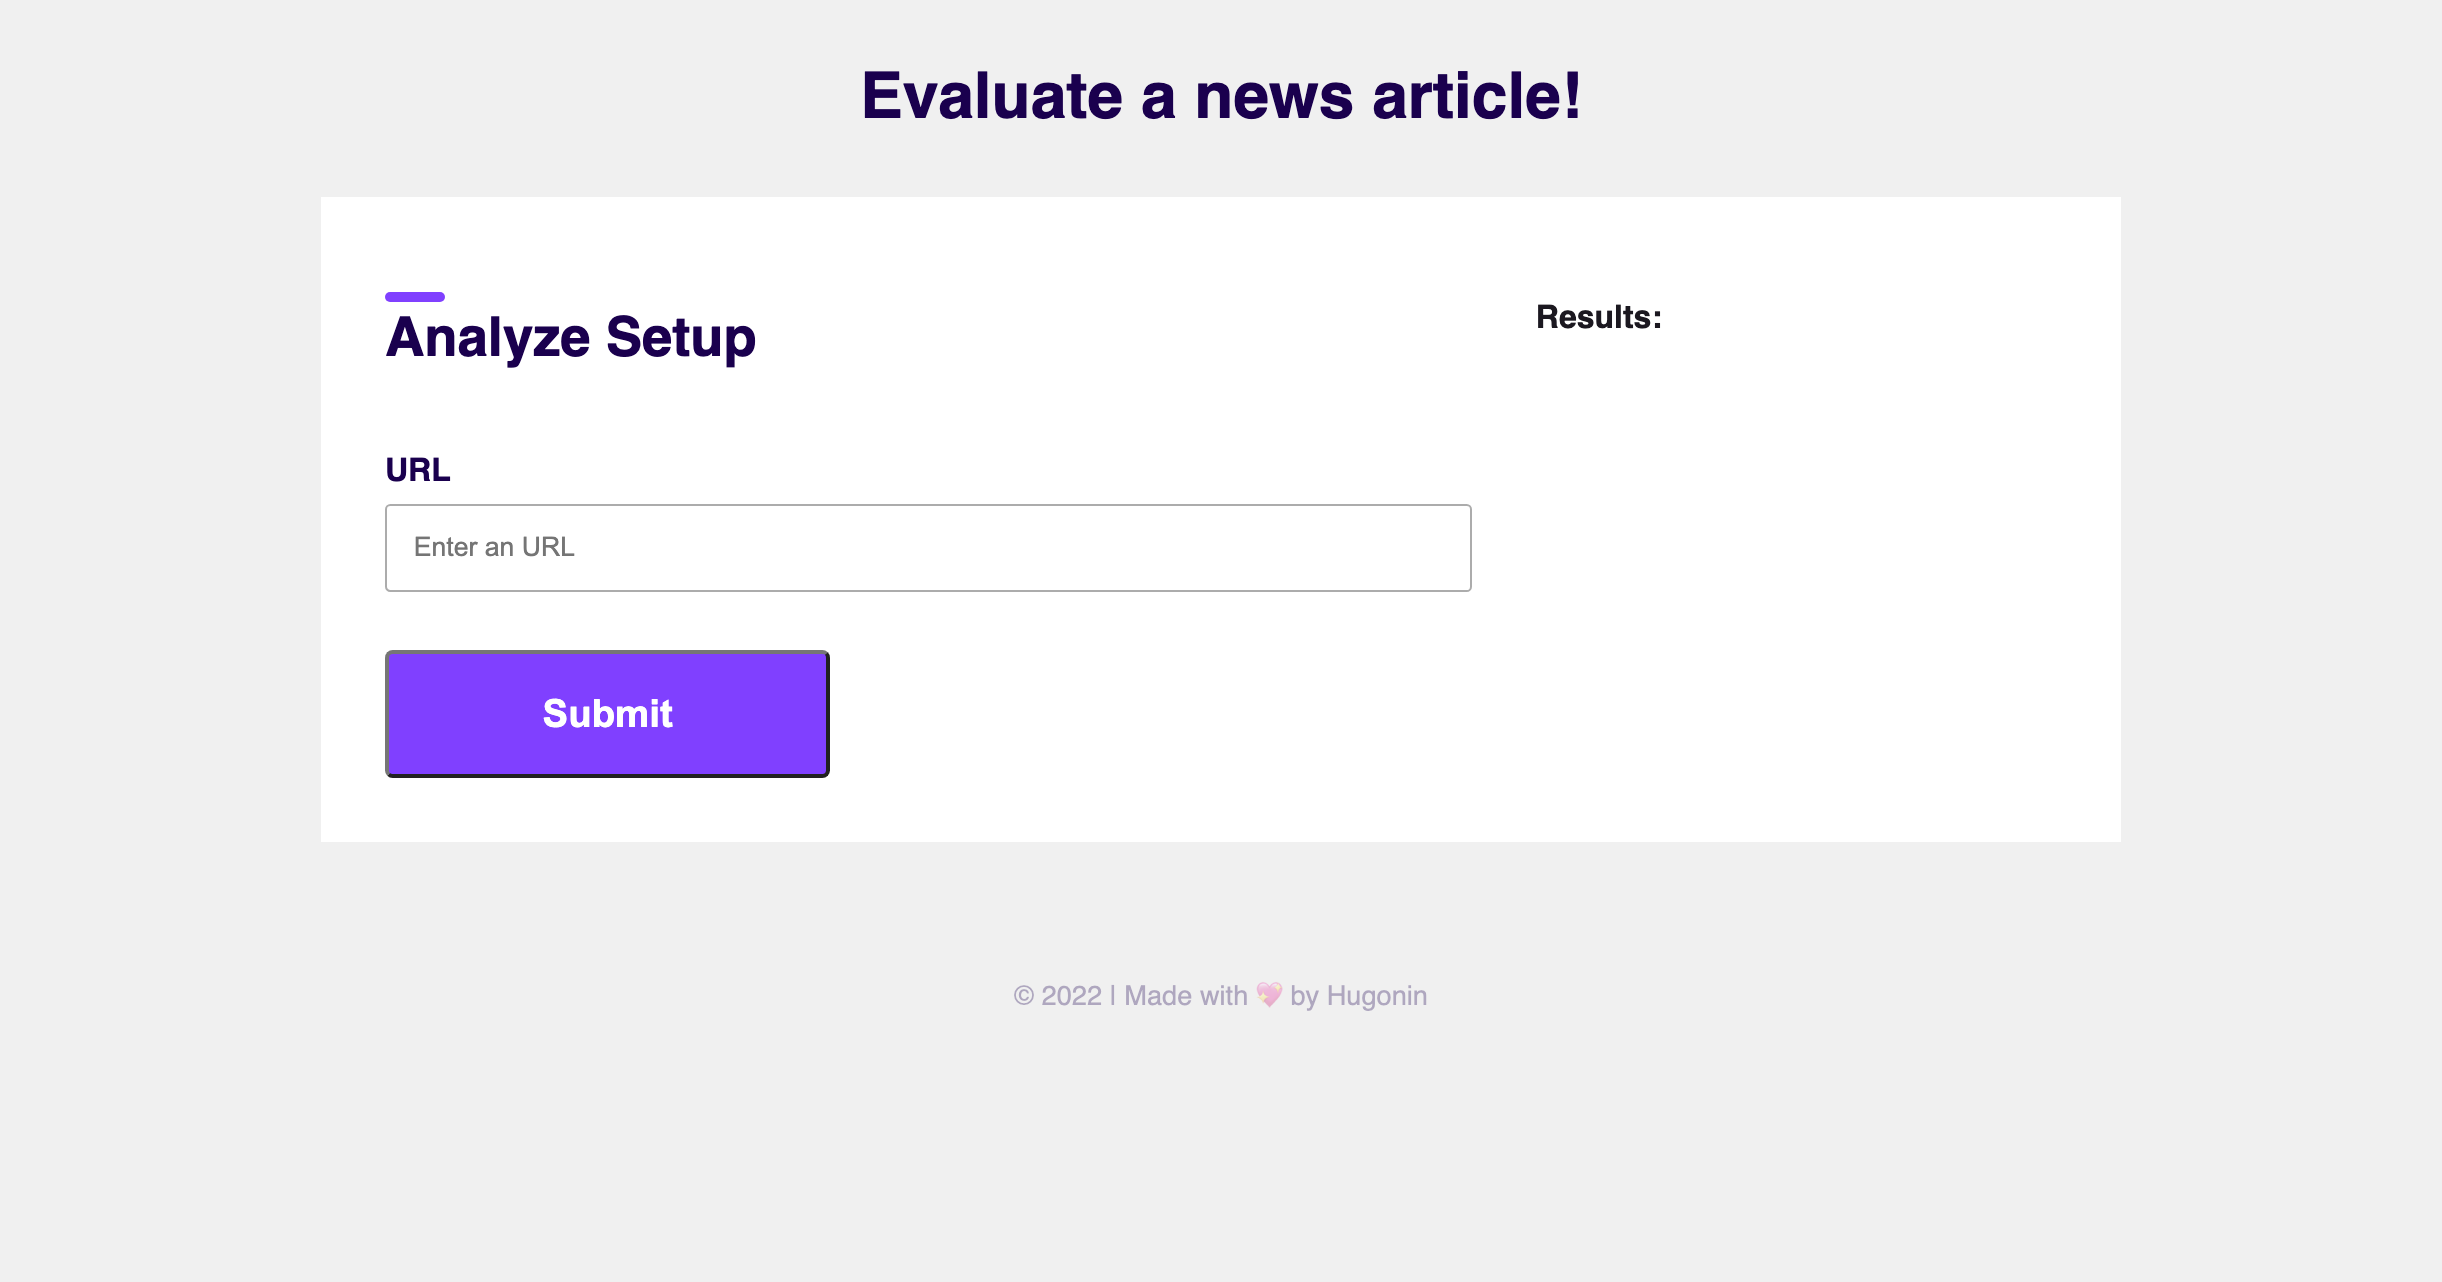 Evaluate a news article!
Analyze Setup
URL
Enter an URL
Submit
Results:
© 2022 | Made with 💖 by Hugonin